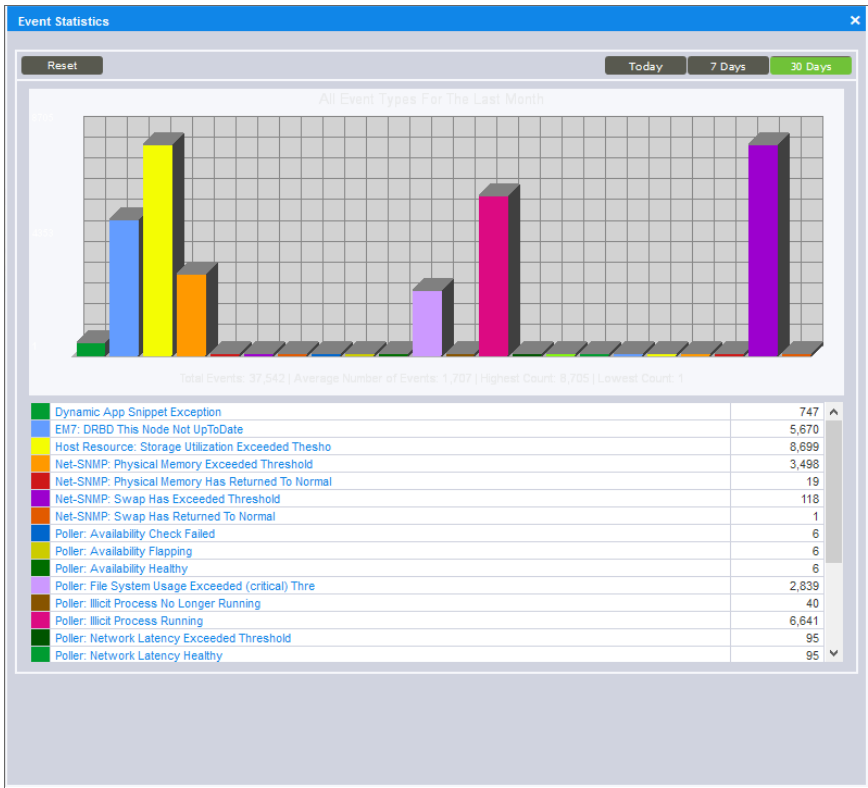 Event Statistics
Reset
Today
7 Days
30 Days
All Event Types For The Last Month
Total Events: 37,542 | Average Number of Events: 1,707 | Highest Count: 8,705 | Lowest Count: 1
Dynamic App Snippet Exception 747
EM7: DRBD This Node Not UpToDate 5,670
Host Resource: Storage Utilization Exceeded Thesho 8,699
Net-SNMP: Physical Memory Exceeded Threshold 3,498
Net-SNMP: Physical Memory Has Returned To Normal 19
Net-SNMP: Swap Has Exceeded Threshold 118
Net-SNMP: Swap Has Returned To Normal 1
Poller: Availability Check Failed 6
Poller: Availability Flapping 6
Poller: Availability Healthy 6
Poller: File System Usage Exceeded (critical) Thre 2,839
Poller: Illicit Process No Longer Running 40
Poller: Illicit Process Running 6,641
Poller: Network Latency Exceeded Threshold 95
Poller: Network Latency Healthy 95